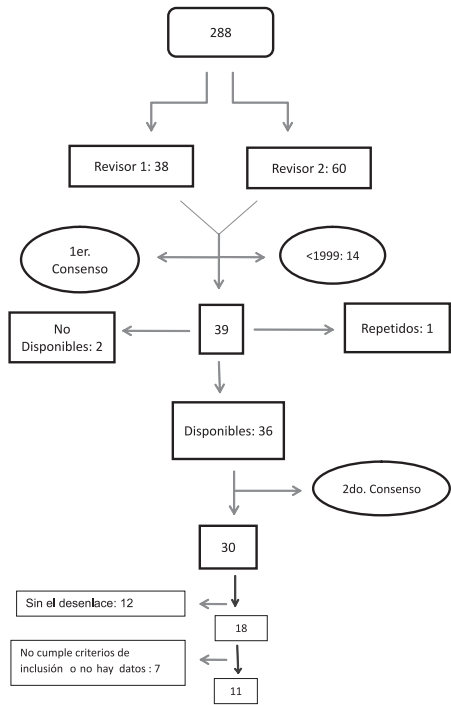 288
Revisor 1: 38
Revisor 2: 60
1er.
Consenso
<1999: 14
No
Disponibles: 2
39
Repetidos: 1
Disponibles: 36
2do. Consenso
30
Sin el desenlace: 12
18
No cumple criterios de
inclusión o no hay datos : 7
11